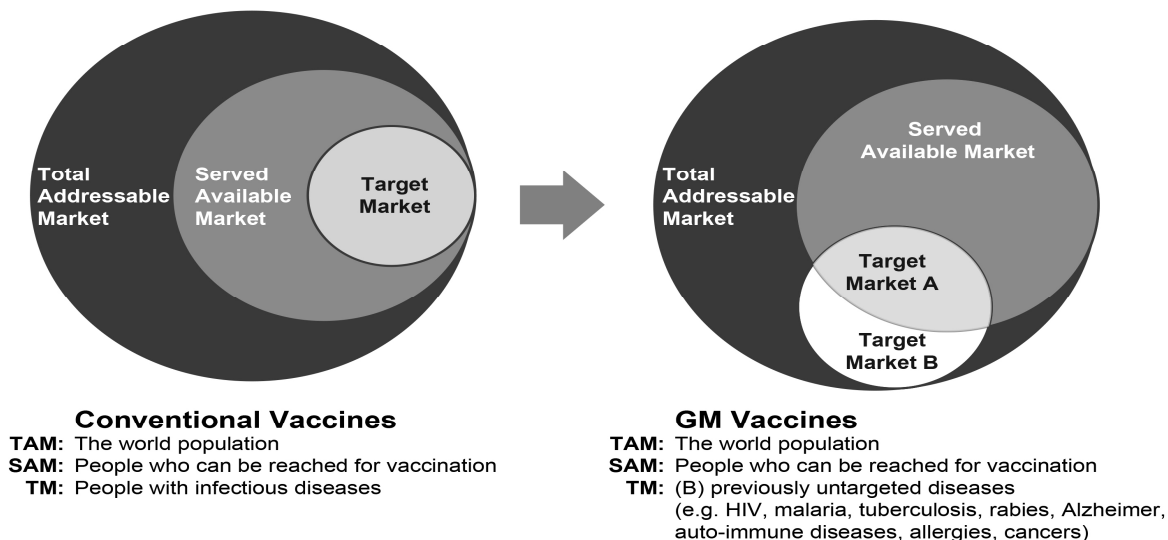 Total
Addressable
Market
Served
Available
Market
Target
Market
Conventional Vaccines
TAM: The world population
SAM: People who can be reached for vaccination
TM: People with infectious diseases
Total
Addressable
Market
Served
Available Market
Target
Market A
Target
Market B
GM Vaccines
TAM: The world population
SAM: People who can be reached for vaccination
TM: (B) previously untargeted diseases
(e.g. HIV, malaria, tuberculosis, rabies, Alzheimer,
auto-immune diseases, allergies, cancers)